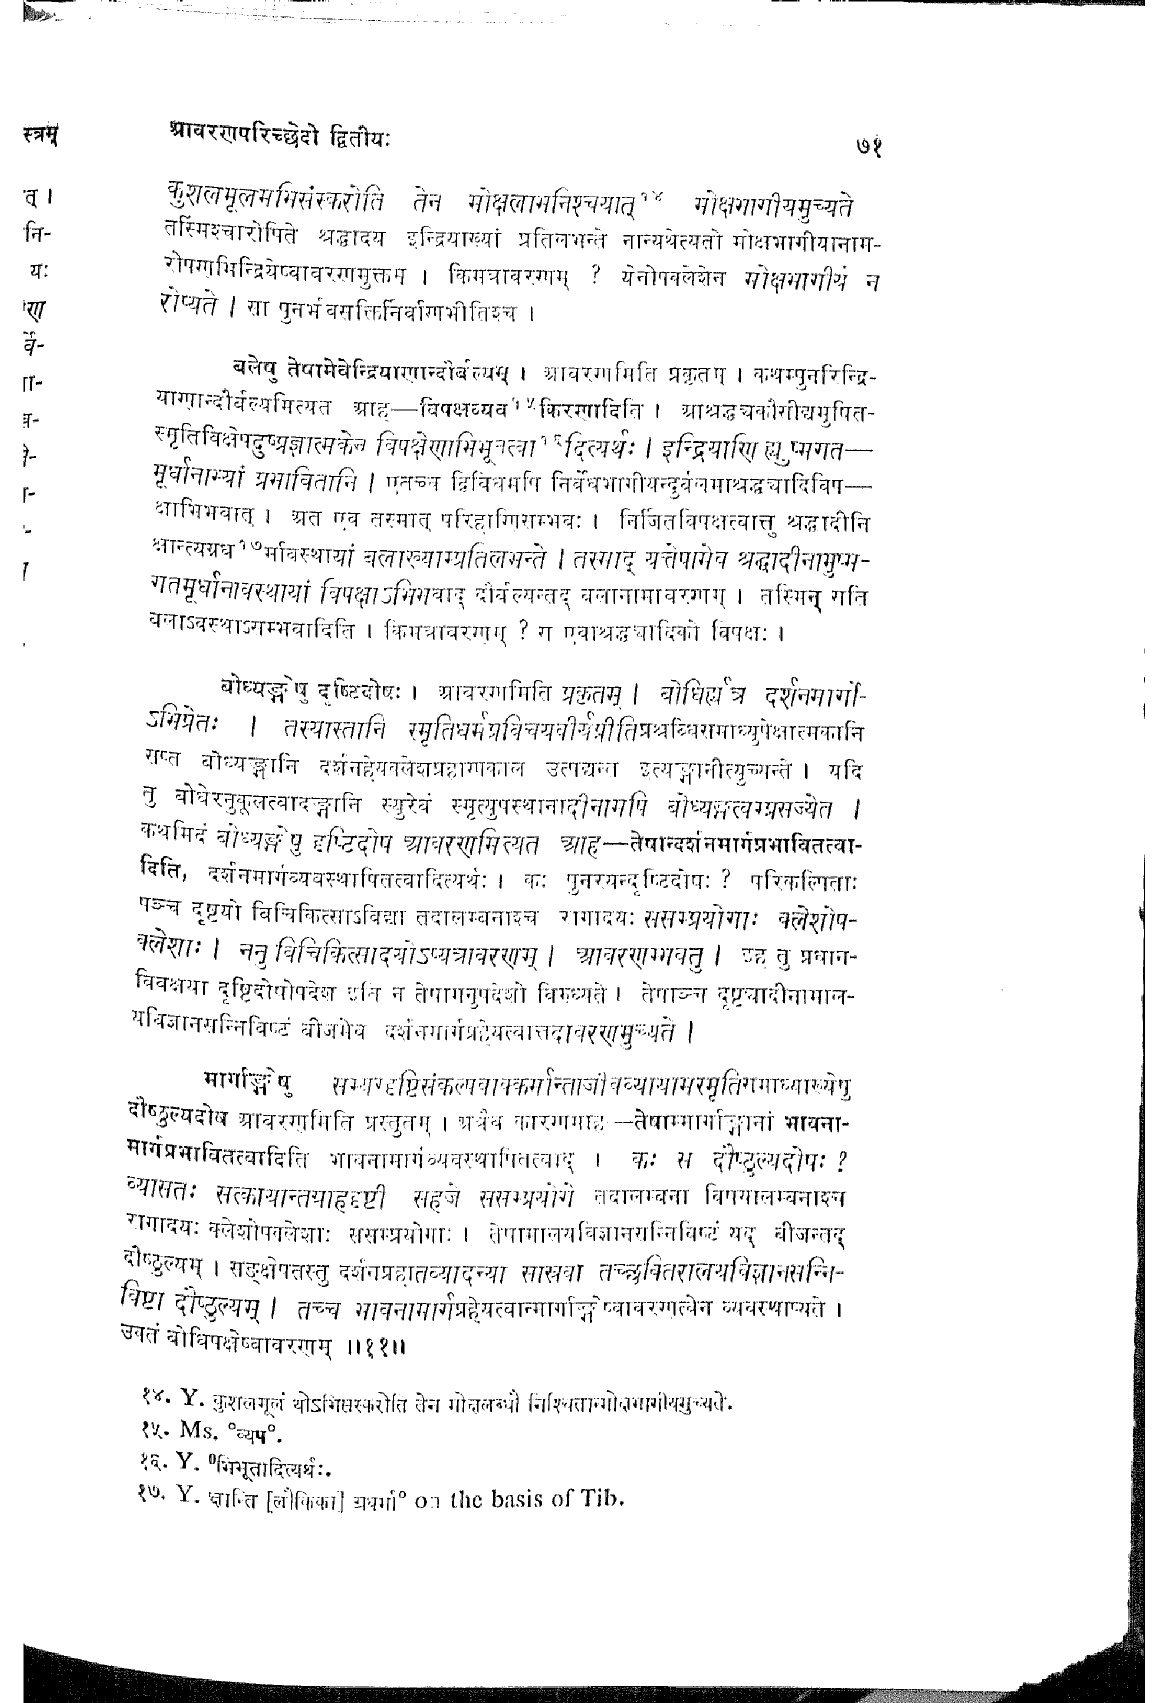 आवरणपरिच्छेदो द्वितीयः
७१
कुशलमूलमभिसंस्करोति तेन मोक्षलाभनिश्चयात्१४ मोक्षभागीयमुच्यते
तस्मिंश्चारोपिते श्रद्धादय इन्द्रियाख्यां प्रतिलभन्ते नान्यथेत्यतो मोक्षभागीयानाम-
रोपणमिन्द्रियेष्वावरणमुक्तम् । किमत्रावरणम् ? येनोपक्लेशेन मोक्षभागीयं न
रोप्यते । सा पुनर्भवसक्तिर्निर्वाणभीतिश्च ।
बलेषु तेषामेवेन्द्रियाणान्दौर्बल्यम् । आवरणमिति प्रकृतम् । कथम्पुनरिन्द्रि-
याणान्दौर्बल्यमित्यत आह—विपक्षव्यव१५किरणादिति । आश्रद्धचकौसीद्यमुषित-
स्मृतिविक्षेपदुष्प्रज्ञात्मकेन विपक्षेणाभिभूतत्वा१६दित्यर्थः । इन्द्रियाणि ह्युष्मगत—
मूर्धानाभ्यां प्रभावितानि । एतच्च द्विविधमपि निर्वेधभागीयन्दुर्बलमाश्रद्धचादिविप—
क्षाभिभवात् । अत एव तस्मात् परिहाणिसम्भवः । निर्जितविपक्षत्वात्तु श्रद्धादीनि
क्षान्त्यग्रध१७र्मावस्थायां बलाख्याम्प्रतिलभन्ते । तस्माद् यत्तेषामेव श्रद्धादीनामुष्म-
गतमूर्धानावस्थायां विपक्षाऽभिभवाद् दौर्बल्यन्तद् बलानामावरणम् । तस्मिन् सति
बलाऽवस्थाऽसम्भवादिति । किमत्रावरणम् ? स एवाश्रद्धचादिको विपक्षः ।
बोध्यङ्गेषु दृष्टिदोषः । आवरणमिति प्रकृतम् । बोधिर्ह्यत्र दर्शनमार्गो-
ऽभिप्रेतः । तस्यास्तानि स्मृतिधर्मप्रविचयवीर्यप्रीतिप्रश्रब्धिसमाध्युपेक्षात्मकानि
सप्त बोध्यङ्गानि दर्शनहेयक्लेशप्रहाणकाल उत्पद्यन्त इत्यङ्गानीत्युच्यन्ते । यदि
तु बोधेरनुकूलत्वादङ्गानि स्युरेवं स्मृत्युपस्थानादीनामपि बोध्यङ्गत्वम्प्रसज्येत ।
कथमिदं बोध्यङ्गेषु दृष्टिदोष आवरणमित्यत आह—तेषान्दर्शनमार्गप्रभावितत्वा-
दिति, दर्शनमार्गव्यवस्थापितत्वादित्यर्थः । कः पुनरयन्दृष्टिदोषः ? परिकल्पिताः
पञ्च दृष्टयो विचिकित्साऽविद्या तदालम्बनाश्च रागादयः ससम्प्रयोगाः क्लेशोप-
क्लेशाः । ननु विचिकित्सादयोऽप्यत्रावरणम् । आवरणम्भवतु । इह तु प्रधान-
विवक्षया दृष्टिदोषोपदेश इति न तेषामनुपदेशो विरुध्यते । तेषाञ्च दृष्टचादीनामाल-
यविज्ञानसन्निविष्टं बीजमेव दर्शनमार्गप्रहेयत्वात्तदावरणमुच्यते ।
मार्गाङ्गेषु सम्यग्दृष्टिसंकल्पवाक्कर्मान्ताजीवव्यायामस्मृतिसमाध्याख्येषु
दौष्ठुल्यदोष आवरणमिति प्रस्तुतम् । अत्रैव कारणमाह—तेषाम्मार्गाङ्गानां भावना-
मार्गप्रभावितत्वादिति भावनामार्गव्यवस्थापितत्वाद् । कः स दौष्ठुल्यदोषः ?
व्यासतः सत्कायान्तग्राहदृष्टी सहजे ससम्प्रयोगे तदालम्बना विषयालम्बनाश्च
रागादयः क्लेशोपक्लेशाः ससम्प्रयोगाः । तेषामालयविज्ञानसन्निविष्टं यद् बीजन्तद्
दौष्ठुल्यम् । सङ्क्षेपतस्तु दर्शनप्रहातव्यादन्या सास्रवा तच्छक्तिरालयविज्ञानसन्नि-
विष्टा दौष्ठुल्यम् । तच्च भावनामार्गप्रहेयत्वान्मार्गाङ्गेष्वावरणत्वेन व्यवस्थाप्यते ।
उक्तं बोधिपक्षेष्वावरणम् ॥११॥
१४. Y. कुशलमूलं योऽभिसंस्करोति तेन मोक्षलब्धौ निश्चितान्मोक्षभागीयमुच्यते.
१५. Ms. °व्यप°.
१६. Y. °भिभूतादित्यर्थः.
१७. Y. क्षान्ति [लौकिका] ग्रधर्मा° on the basis of Tib.
स्त्रम्
त् ।
नि-
यः